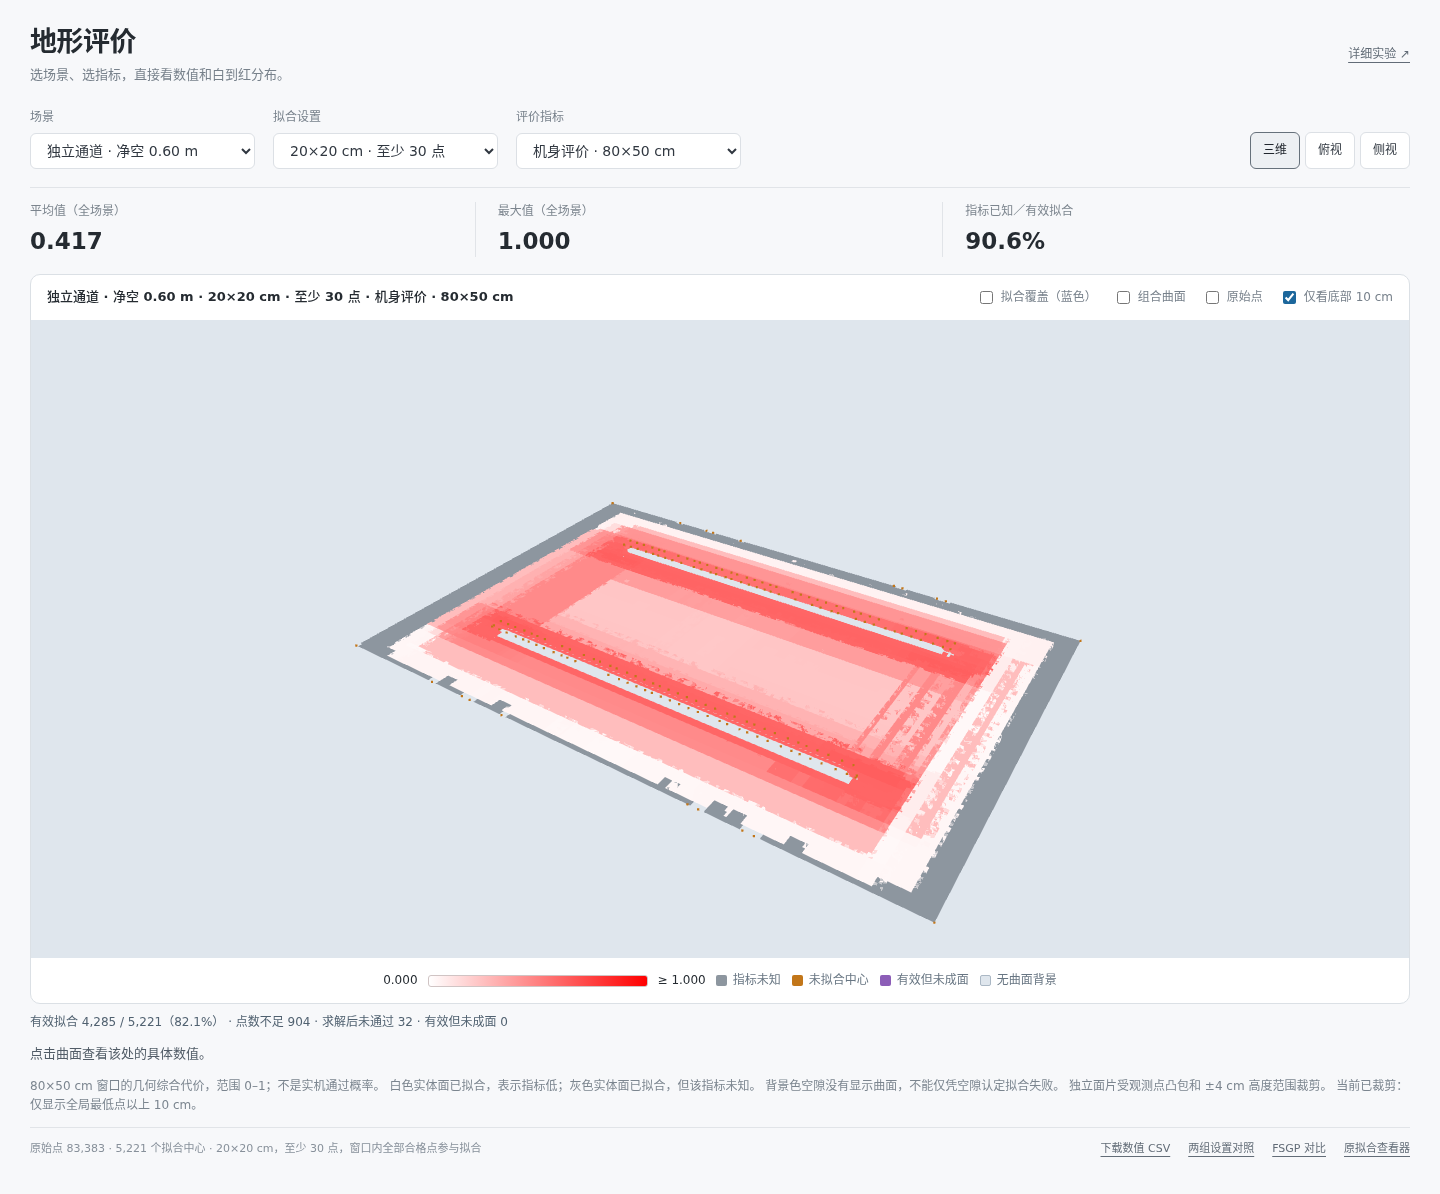 地形评价
选场景、选指标，直接看数值和白到红分布。
详细实验 ↗
场景
拟合设置
评价指标
独立通道 · 净空 0.60 m
20×20 cm · 至少 30 点
机身评价 · 80×50 cm
三维
俯视
侧视
平均值（全场景）
最大值（全场景）
指标已知／有效拟合
0.417
1.000
90.6%
独立通道 · 净空 0.60 m · 20×20 cm · 至少 30 点 · 机身评价 · 80×50 cm
拟合覆盖（蓝色）
组合曲面
原始点
仅看底部 10 cm
0.000
≥ 1.000
指标未知
未拟合中心
有效但未成面
无曲面背景
有效拟合 4,285 / 5,221（82.1%） · 点数不足 904 · 求解后未通过 32 · 有效但未成面 0
点击曲面查看该处的具体数值。
80×50 cm 窗口的几何综合代价，范围 0–1；不是实机通过概率。 白色实体面已拟合，表示指标低；灰色实体面已拟合，但该指标未知。 背景色空隙没有显示曲面，不能仅凭空隙认定拟合失败。 独立面片受观测点凸包和 ±4 cm 高度范围裁剪。 当前已裁剪：
仅显示全局最低点以上 10 cm。
原始点 83,383 · 5,221 个拟合中心 · 20×20 cm，至少 30 点，窗口内全部合格点参与拟合
下载数值 CSV
两组设置对照
FSGP 对比
原拟合查看器